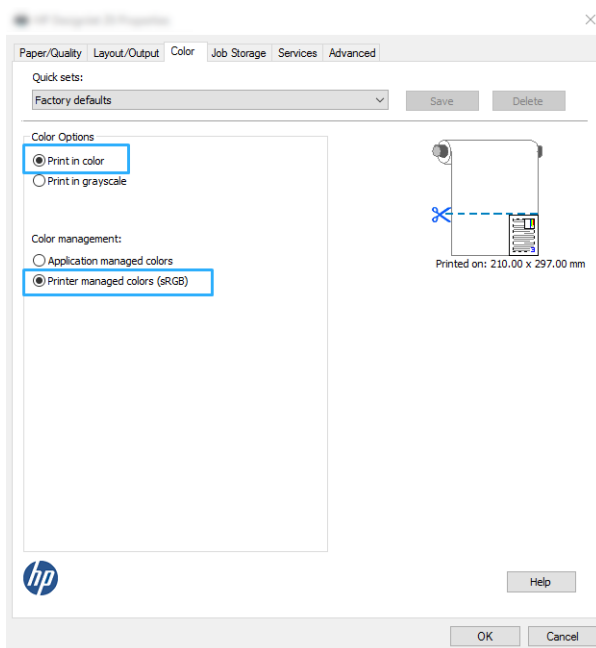 Paper/Quality Layout/Output Color Job Storage Services Advanced
Quick sets:
Factory defaults
Save Delete
Color Options
Print in color
Print in grayscale
Color management:
Application managed colors
Printed on: 210.00 x 297.00 mm
Printer managed colors (sRGB)
hp
Help
OK Cancel